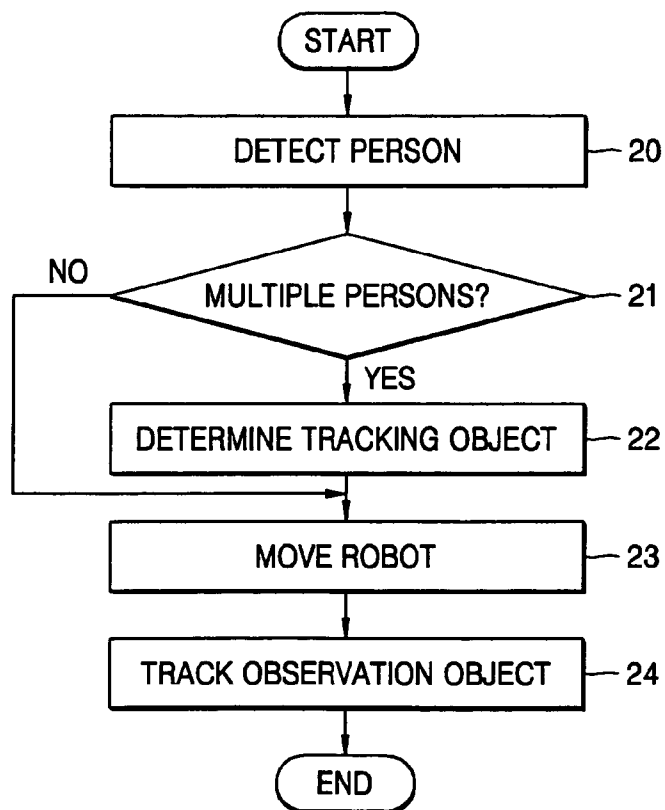 START
DETECT PERSON
20
NO
MULTIPLE PERSONS?
21
YES
DETERMINE TRACKING OBJECT
22
MOVE ROBOT
23
TRACK OBSERVATION OBJECT
24
END